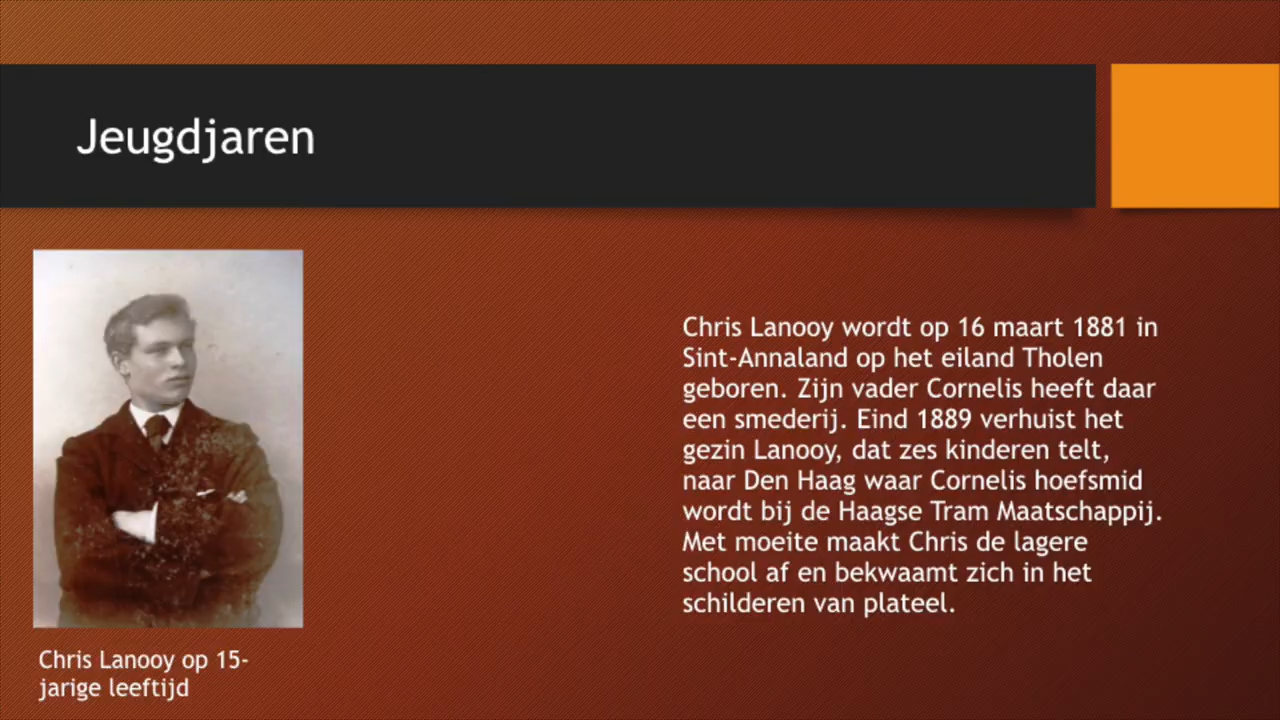 Jeugdjaren
Chris Lanooy wordt op 16 maart 1881 in
Sint-Annaland op het eiland Tholen
geboren. Zijn vader Cornelis heeft daar
een smederij. Eind 1889 verhuist het
gezin Lanooy, dat zes kinderen telt,
naar Den Haag waar Cornelis hoefsmid
wordt bij de Haagse Tram Maatschappij.
Met moeite maakt Chris de lagere
school af en bekwaamt zich in het
schilderen van plateel.
Chris Lanooy op 15-
jarige leeftijd